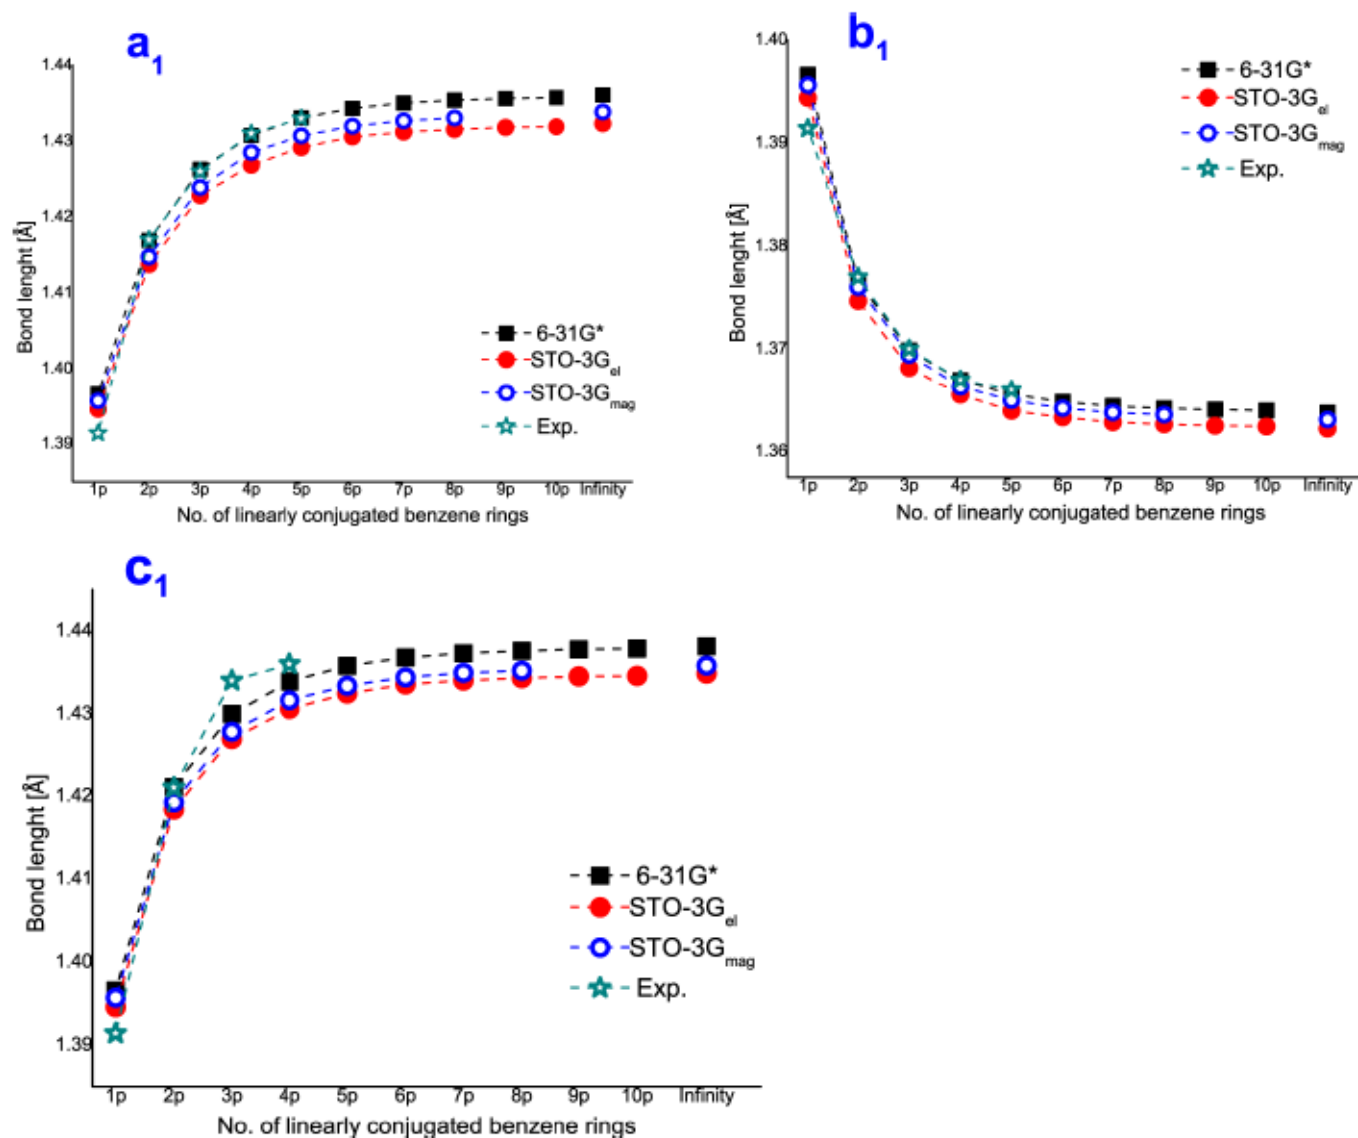 a1
1.44
1.43
1.42
1.41
1.40
1.39
Bond lenght [Å]
6-31G*
STO-3Gel
STO-3Gmag
Exp.
1p 2p 3p 4p 5p 6p 7p 8p 9p 10p Infinity
No. of linearly conjugated benzene rings
b1
1.40
1.39
1.38
1.37
1.36
Bond lenght [Å]
6-31G*
STO-3Gel
STO-3Gmag
Exp.
1p 2p 3p 4p 5p 6p 7p 8p 9p 10p Infinity
No. of linearly conjugated benzene rings
c1
1.44
1.43
1.42
1.41
1.40
1.39
Bond lenght [Å]
6-31G*
STO-3Gel
STO-3Gmag
Exp.
1p 2p 3p 4p 5p 6p 7p 8p 9p 10p Infinity
No. of linearly conjugated benzene rings